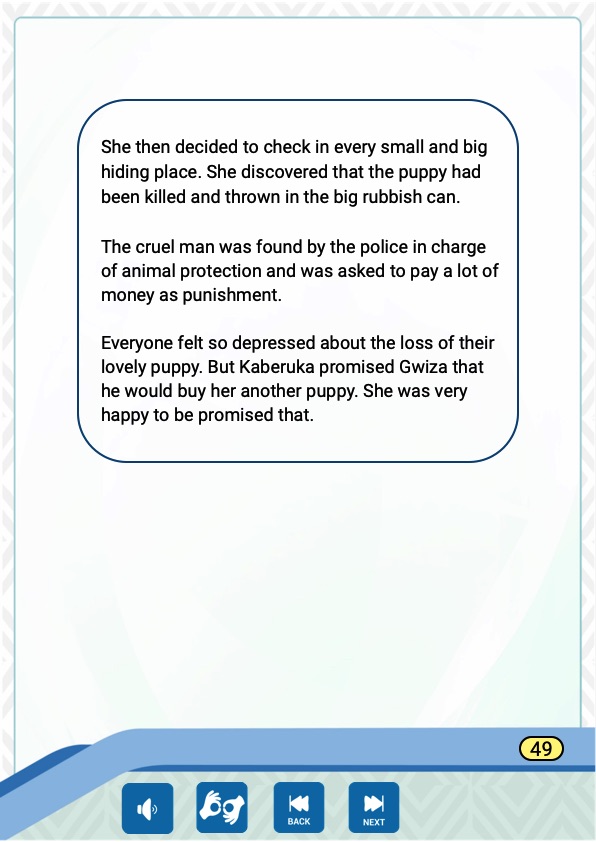 She then decided to check in every small and big
hiding place. She discovered that the puppy had
been killed and thrown in the big rubbish can.
The cruel man was found by the police in charge
of animal protection and was asked to pay a lot of
money as punishment.
Everyone felt so depressed about the loss of their
lovely puppy. But Kaberuka promised Gwiza that
he would buy her another puppy. She was very
happy to be promised that.
49
BACK
NEXT